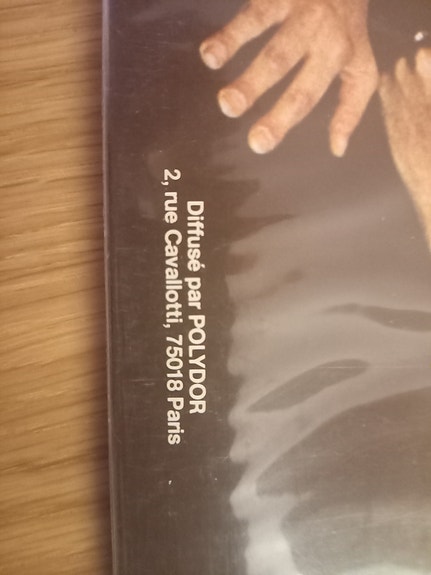 Diffusé par POLYDOR
2, rue Cavallotti, 75018 Paris